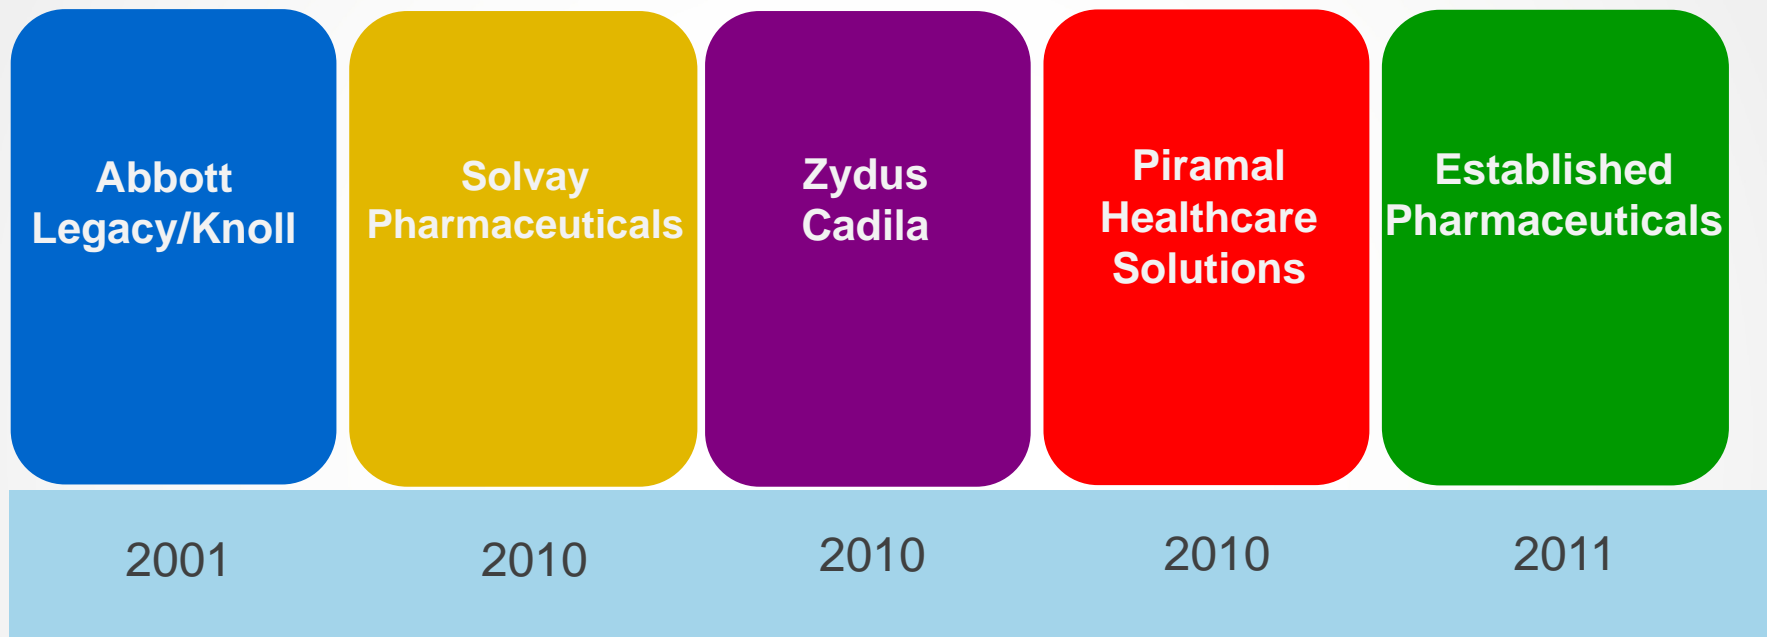 Abbott
Legacy/Knoll
Solvay
Pharmaceuticals
Zydus
Cadila
Piramal
Healthcare
Solutions
Established
Pharmaceuticals
2001
2010
2010
2010
2011